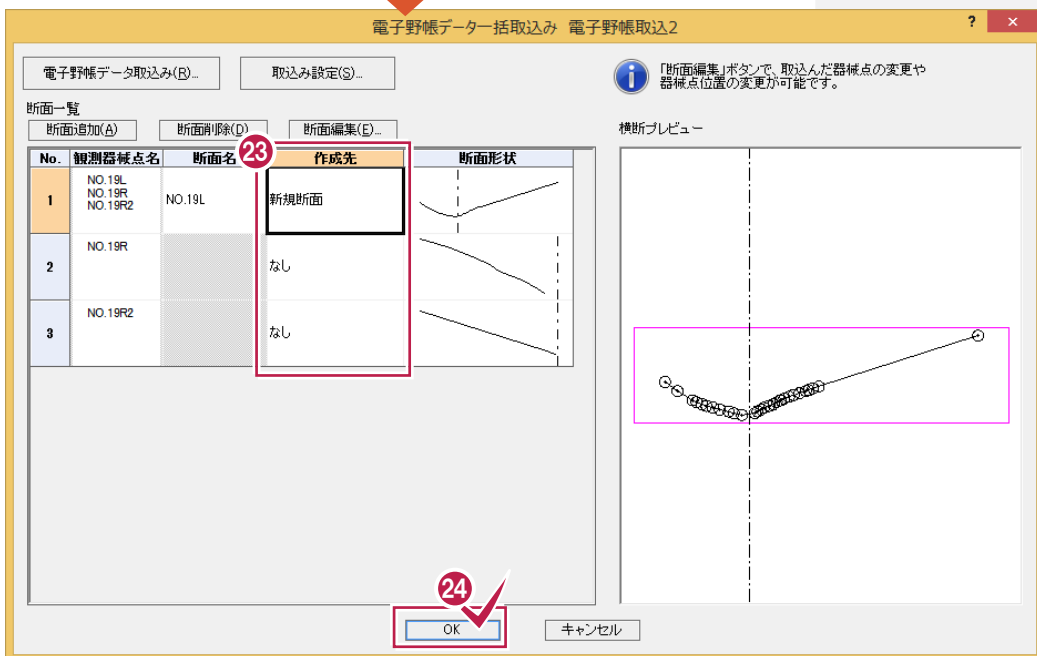 電子野帳データ一括取込み 電子野帳取込2
? ×
電子野帳データ取込み(R)...
取込み設定(S)...
「断面編集」ボタンで、取込んだ器械点の変更や
器械点位置の変更が可能です。
断面一覧
断面追加(A)
断面削除(D)
断面編集(E)...
横断プレビュー
No. 観測器械点名 断面名 作成先 断面形状
23
1
NO.19L
NO.19R
NO.19R2
NO.19L
新規断面
2
NO.19R
なし
3
NO.19R2
なし
24
OK
キャンセル